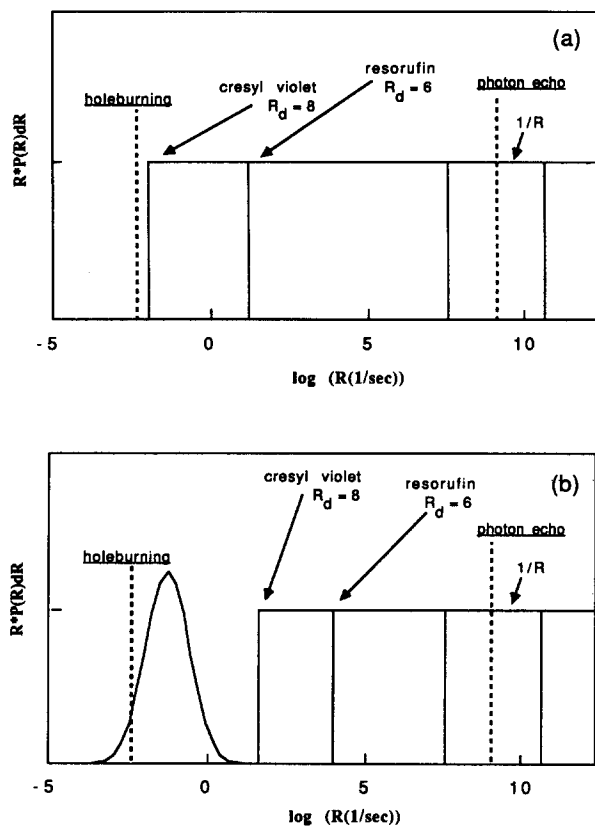 (a)
holeburning
cresyl violet
R_d = 8
resorufin
R_d = 6
photon echo
1/R
R*P(R)dR
- 5
0
5
10
log (R(1/sec))
(b)
holeburning
cresyl violet
R_d = 8
resorufin
R_d = 6
photon echo
1/R
R*P(R)dR
- 5
0
5
10
log (R(1/sec))